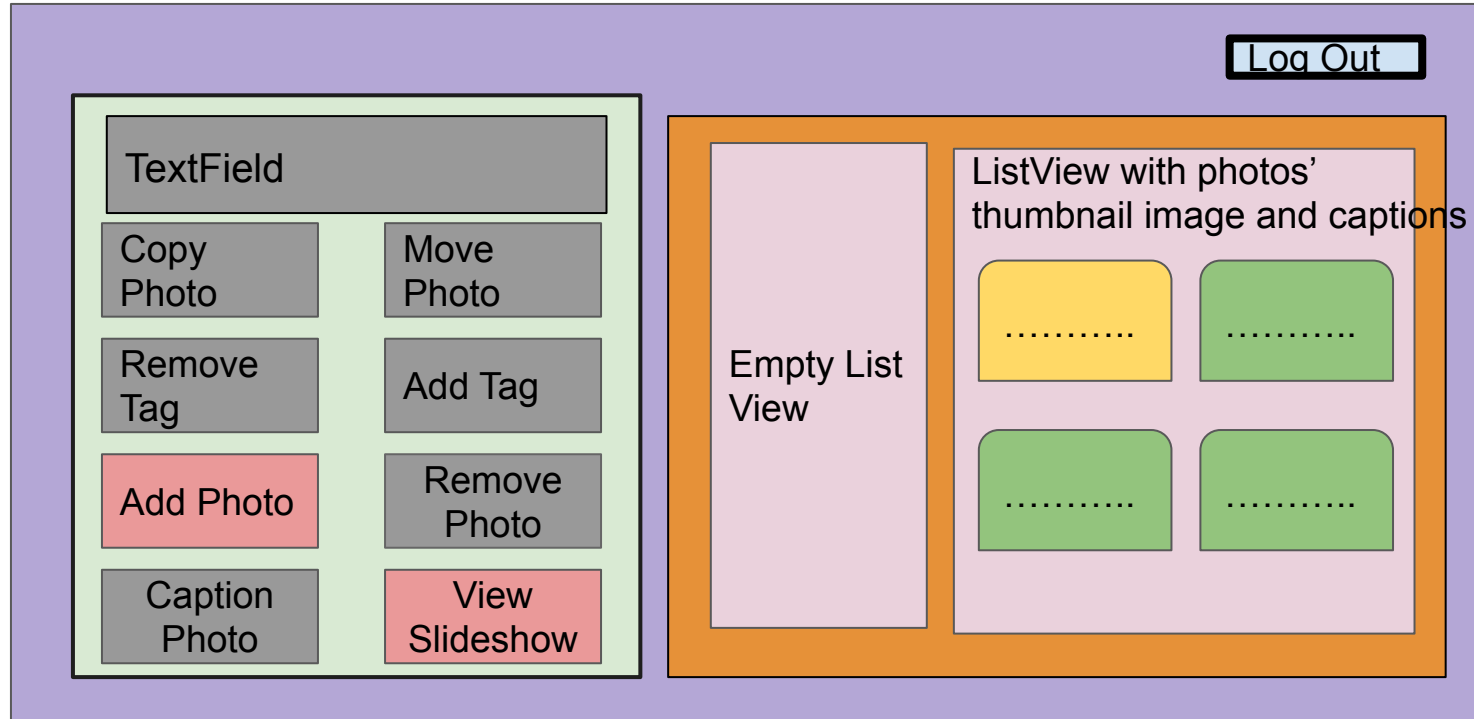 Log Out
TextField
Copy
Photo
Move
Photo
Remove
Tag
Add Tag
Add Photo
Remove
Photo
Caption
Photo
View
Slideshow
Empty List
View
ListView with photos’
thumbnail image and captions
………..
………..
………..
………..